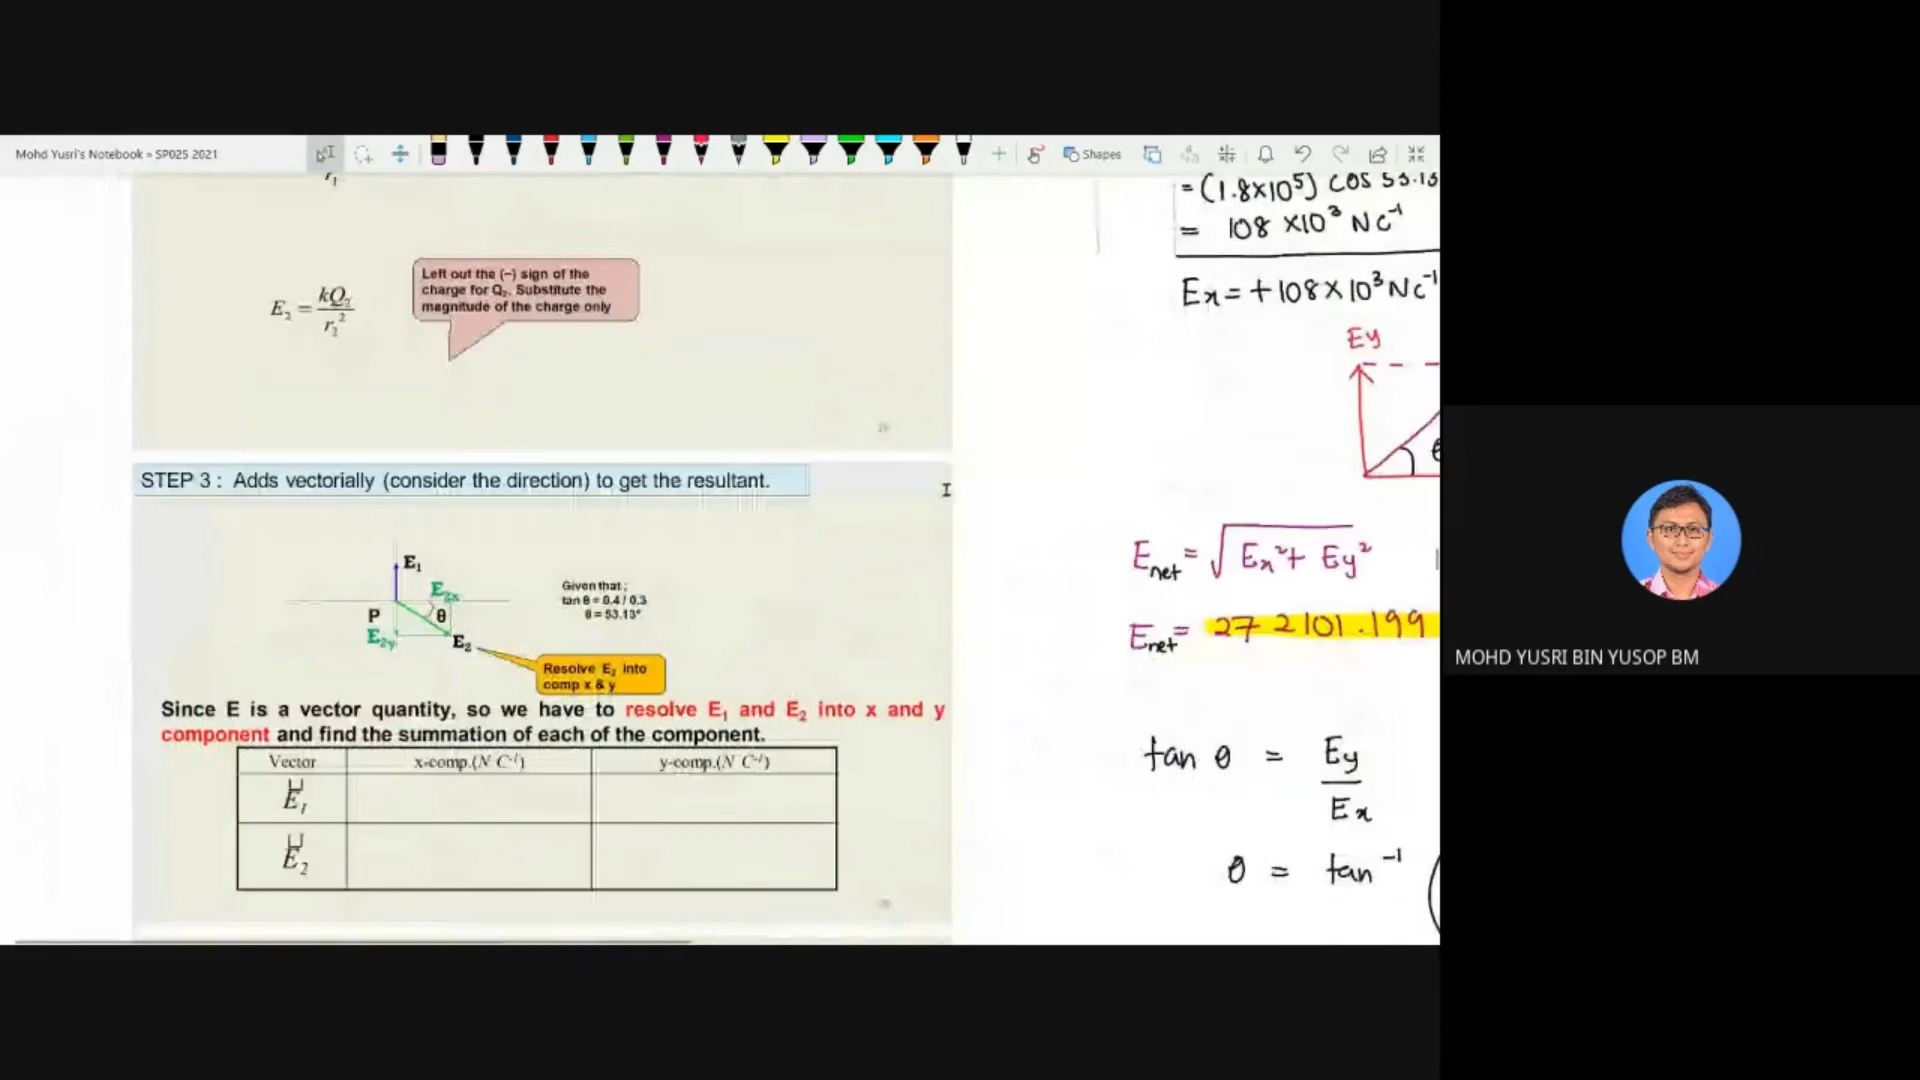 Mohd Yusri's Notebook » SP025 2021
Shapes
r₁
E₂ = kQ₂ / r₂²
Left out the (–) sign of the
charge for Q₂. Substitute the
magnitude of the charge only
STEP 3 : Adds vectorially (consider the direction) to get the resultant.
E₁
E₂ₓ
P
θ
E₂y
E₂
Given that ;
tan θ = 0.4 / 0.3
θ = 53.13°
Resolve E₂ into
comp x & y
Since E is a vector quantity, so we have to resolve E₁ and E₂ into x and y
component and find the summation of each of the component.
Vector x-comp.(N C⁻¹) y-comp.(N C⁻¹)
E₁
E₂
= (1.8×10⁵) cos 53.13
= 108 ×10³ NC⁻¹
Ex = +108×10³ NC⁻¹
Ey
θ
Enet = √Ex² + Ey²
Enet = 272101.199
tan θ = Ey / Ex
θ = tan⁻¹ (
MOHD YUSRI BIN YUSOP BM